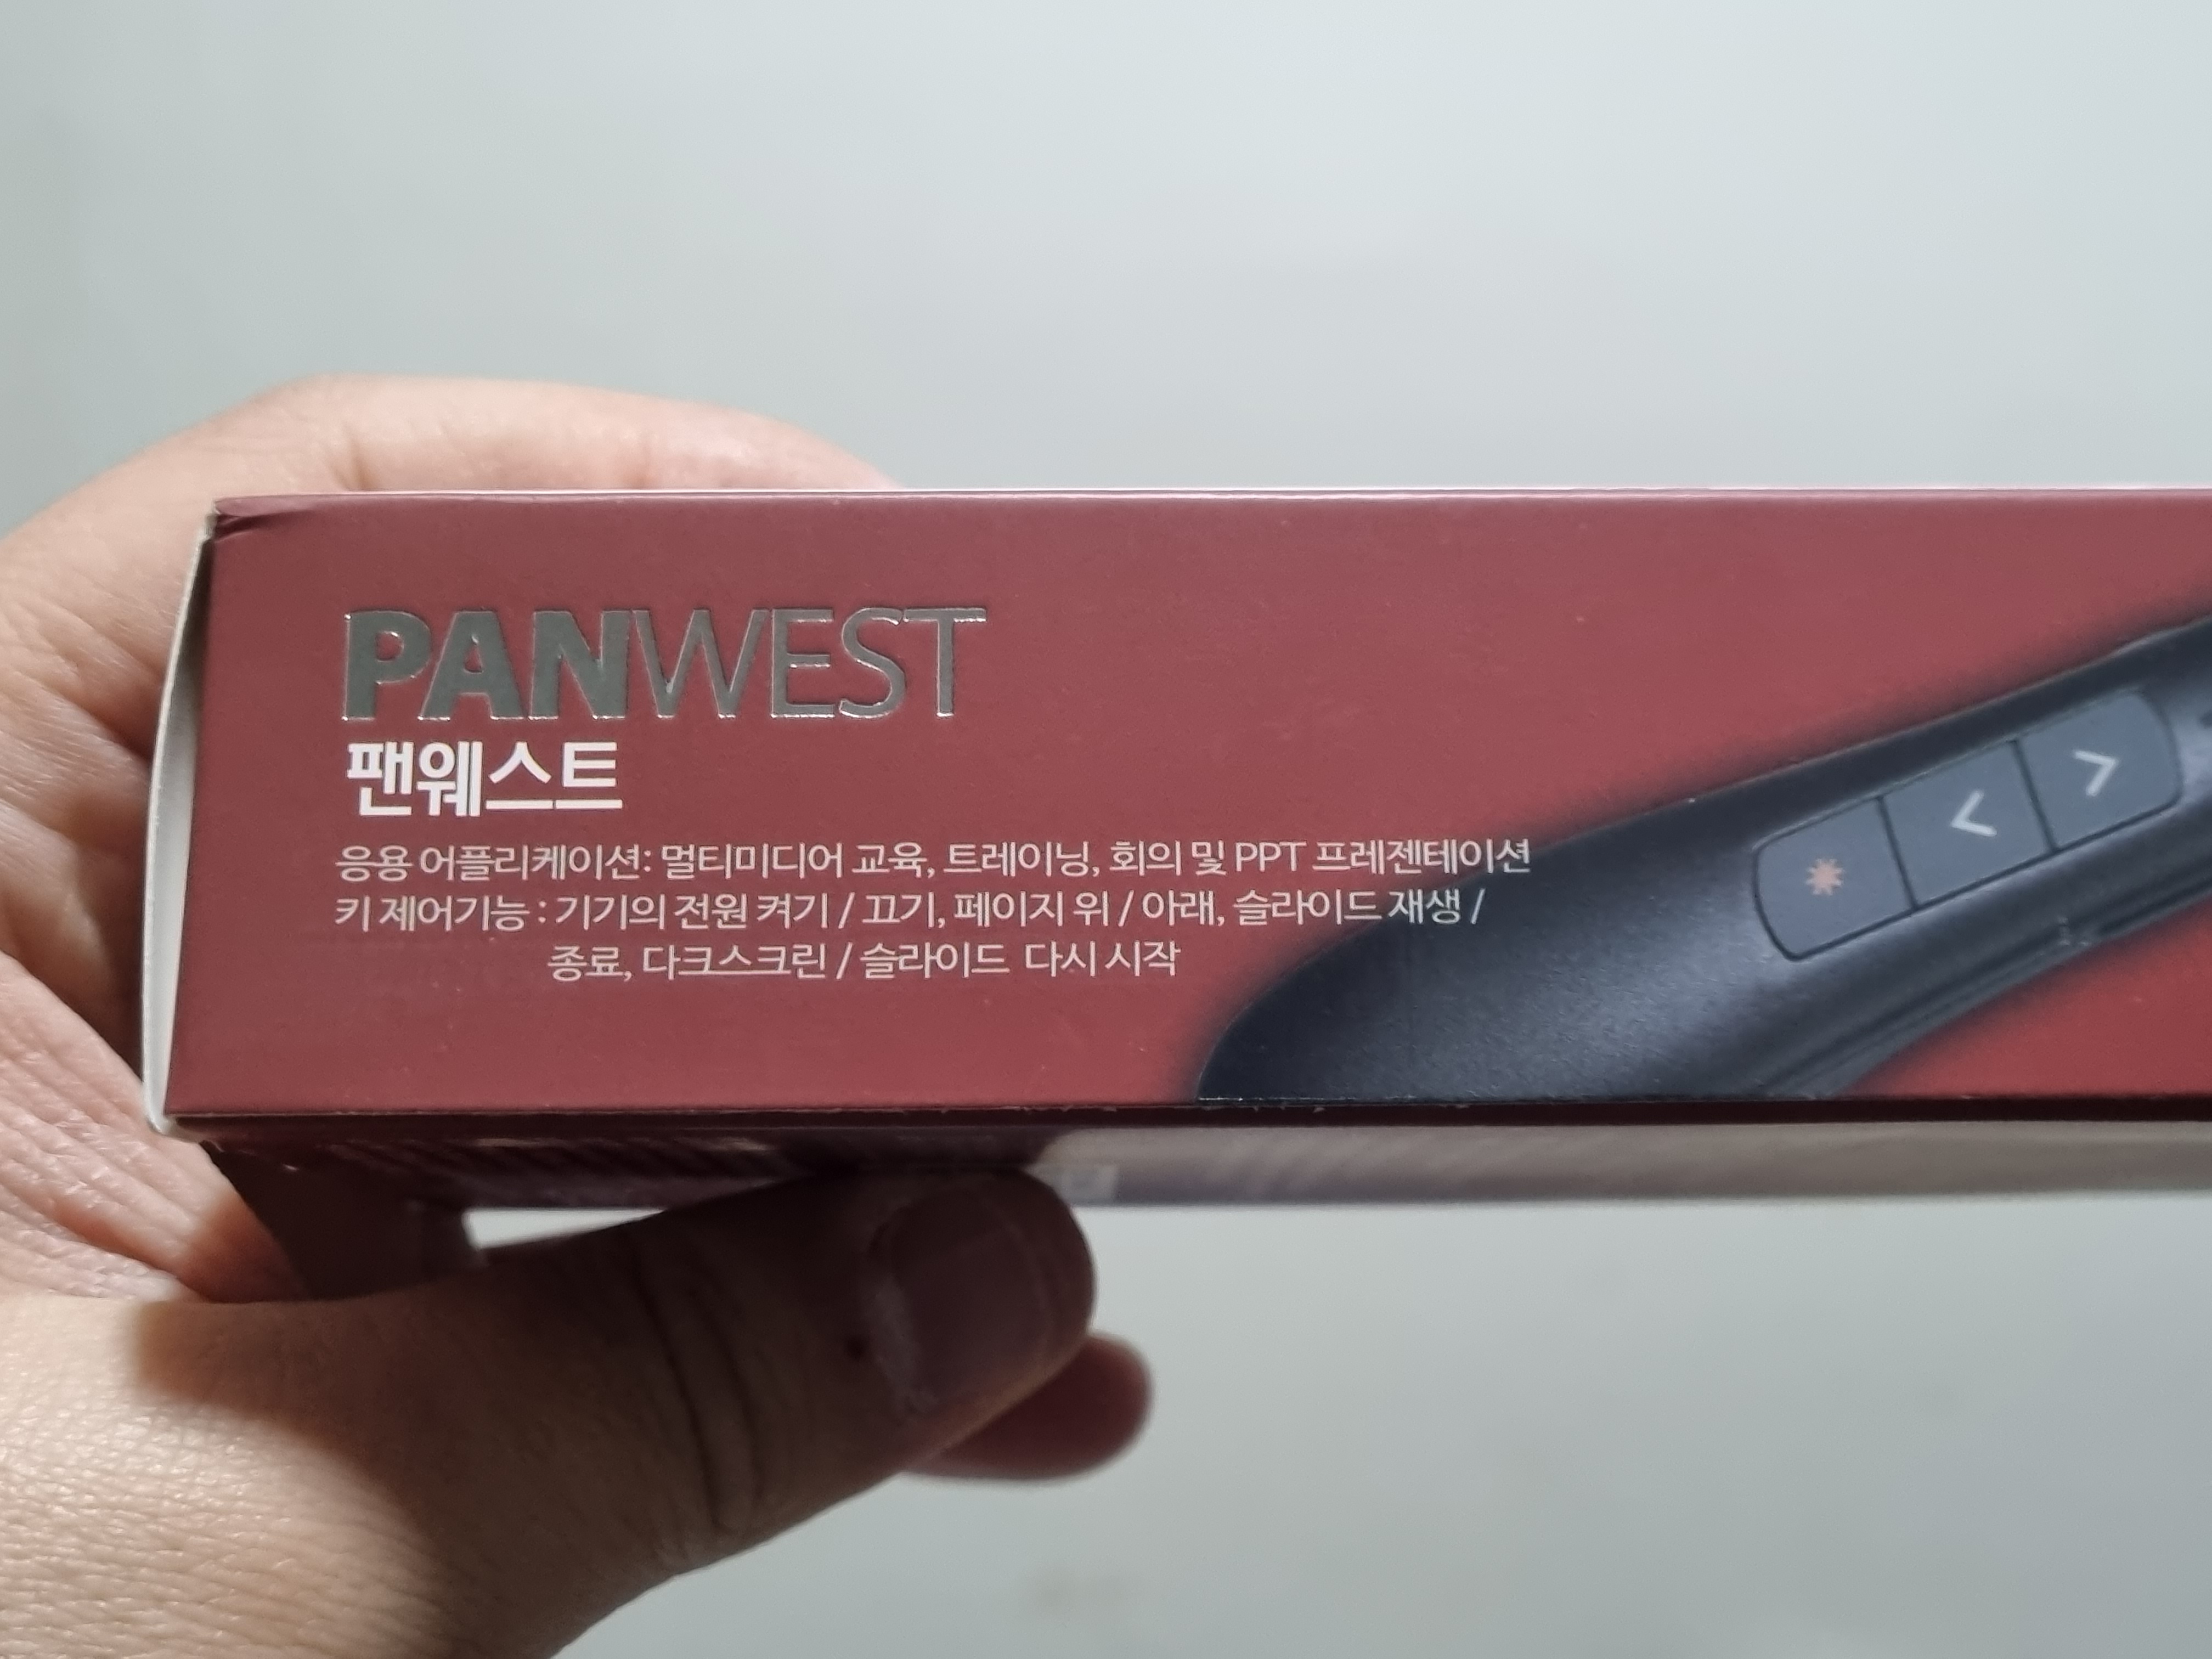 PANWEST
팬웨스트
응용 어플리케이션: 멀티미디어 교육, 트레이닝, 회의 및 PPT 프레젠테이션
키 제어기능 : 기기의 전원 켜기 / 끄기, 페이지 위 / 아래, 슬라이드 재생 /
종료, 다크스크린 / 슬라이드 다시 시작